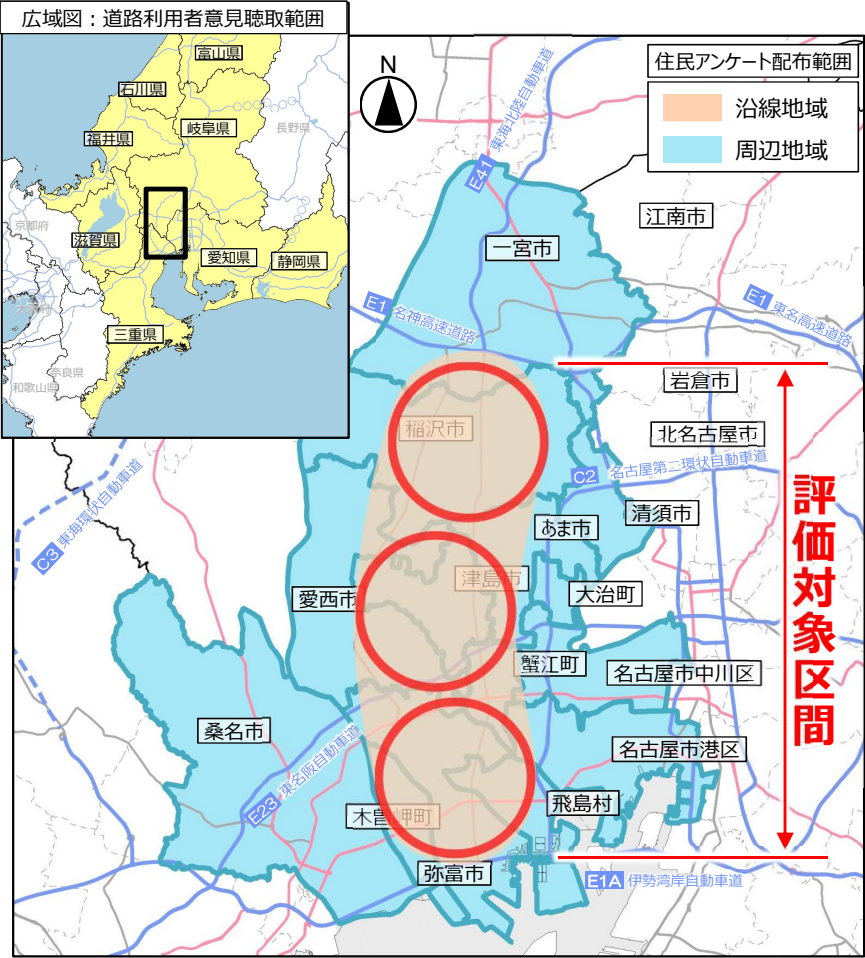 広域図：道路利用者意見聴取範囲
富山県
石川県
岐阜県
長野県
福井県
京都府
滋賀県
愛知県
静岡県
三重県
奈良県
和歌山県
N
住民アンケート配布範囲
沿線地域
周辺地域
E41 東海北陸自動車道
江南市
一宮市
E1 名神高速道路
E1 東名高速道路
岩倉市
稲沢市
北名古屋市
C2 名古屋第二環状自動車道
C3 東海環状自動車道
清須市
あま市
津島市
愛西市
大治町
評価対象区間
蟹江町
名古屋市中川区
桑名市
名古屋市港区
E23 東名阪自動車道
飛島村
木曽岬町
弥富市
E1A 伊勢湾岸自動車道